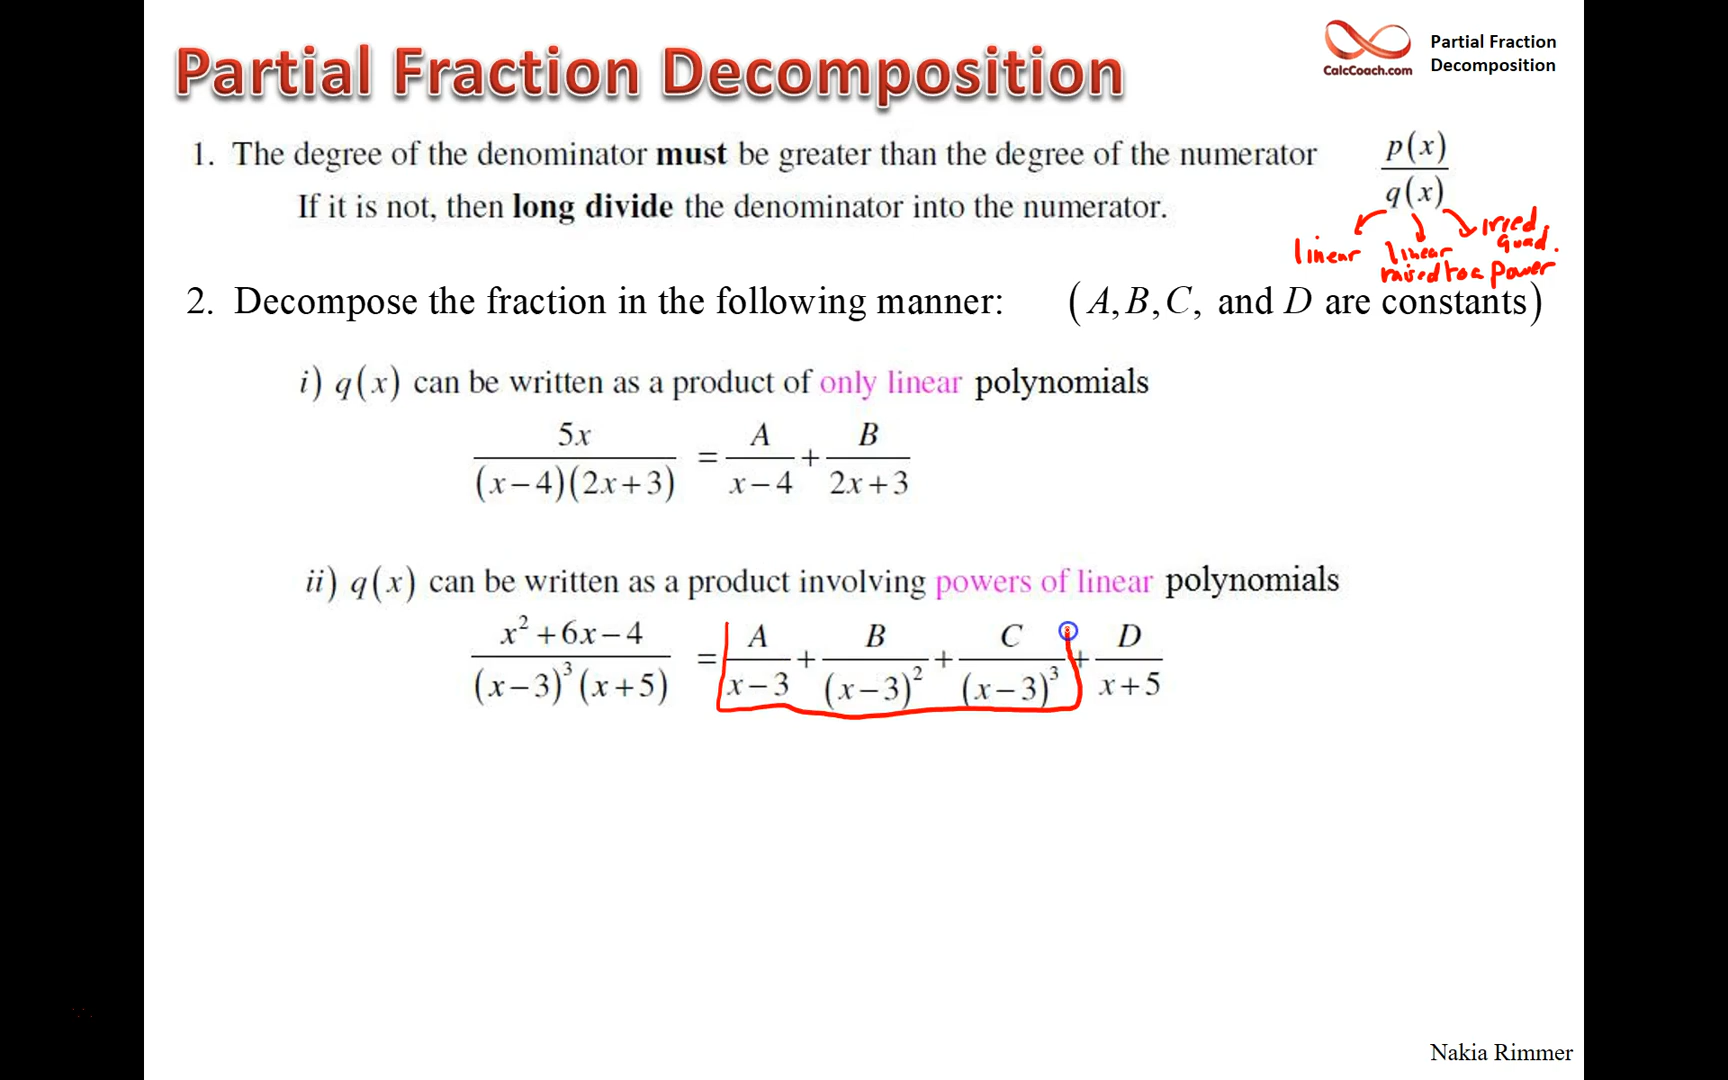 Partial Fraction Decomposition
CalcCoach.com
Partial Fraction
Decomposition
1. The degree of the denominator must be greater than the degree of the numerator
p(x)
q(x)
If it is not, then long divide the denominator into the numerator.
linear
linear
raised to a power
irred.
quad.
2. Decompose the fraction in the following manner: (A, B, C, and D are constants)
i) q(x) can be written as a product of only linear polynomials
5x / (x−4)(2x+3) = A / x−4 + B / 2x+3
ii) q(x) can be written as a product involving powers of linear polynomials
x² + 6x − 4 / (x−3)³(x+5) = A / x−3 + B / (x−3)² + C / (x−3)³ + D / x+5
Nakia Rimmer